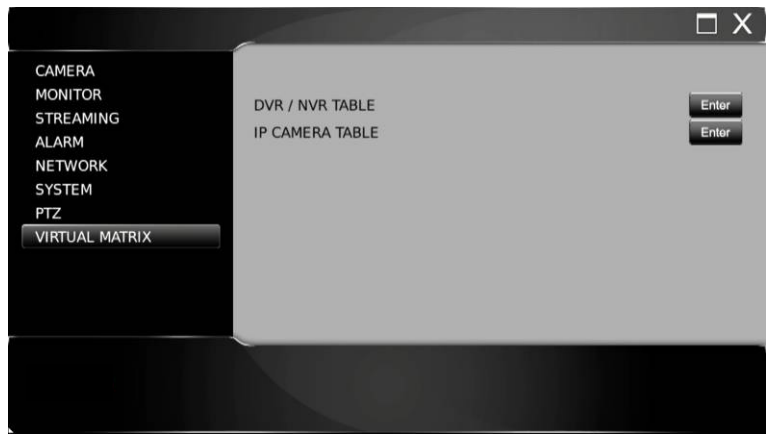 X
CAMERA
MONITOR
STREAMING
ALARM
NETWORK
SYSTEM
PTZ
VIRTUAL MATRIX
DVR / NVR TABLE Enter
IP CAMERA TABLE Enter